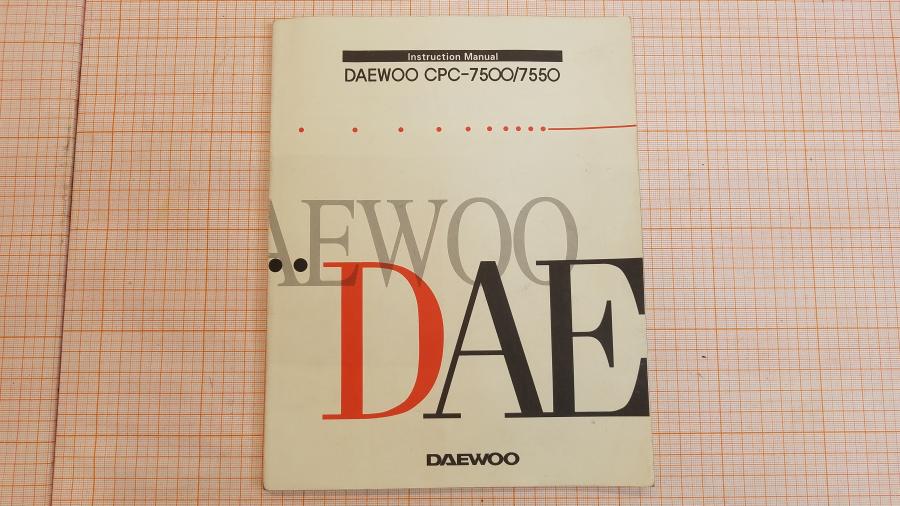 Instruction Manual
DAEWOO CPC-7500/7550
AEWOO
DAE
DAEWOO